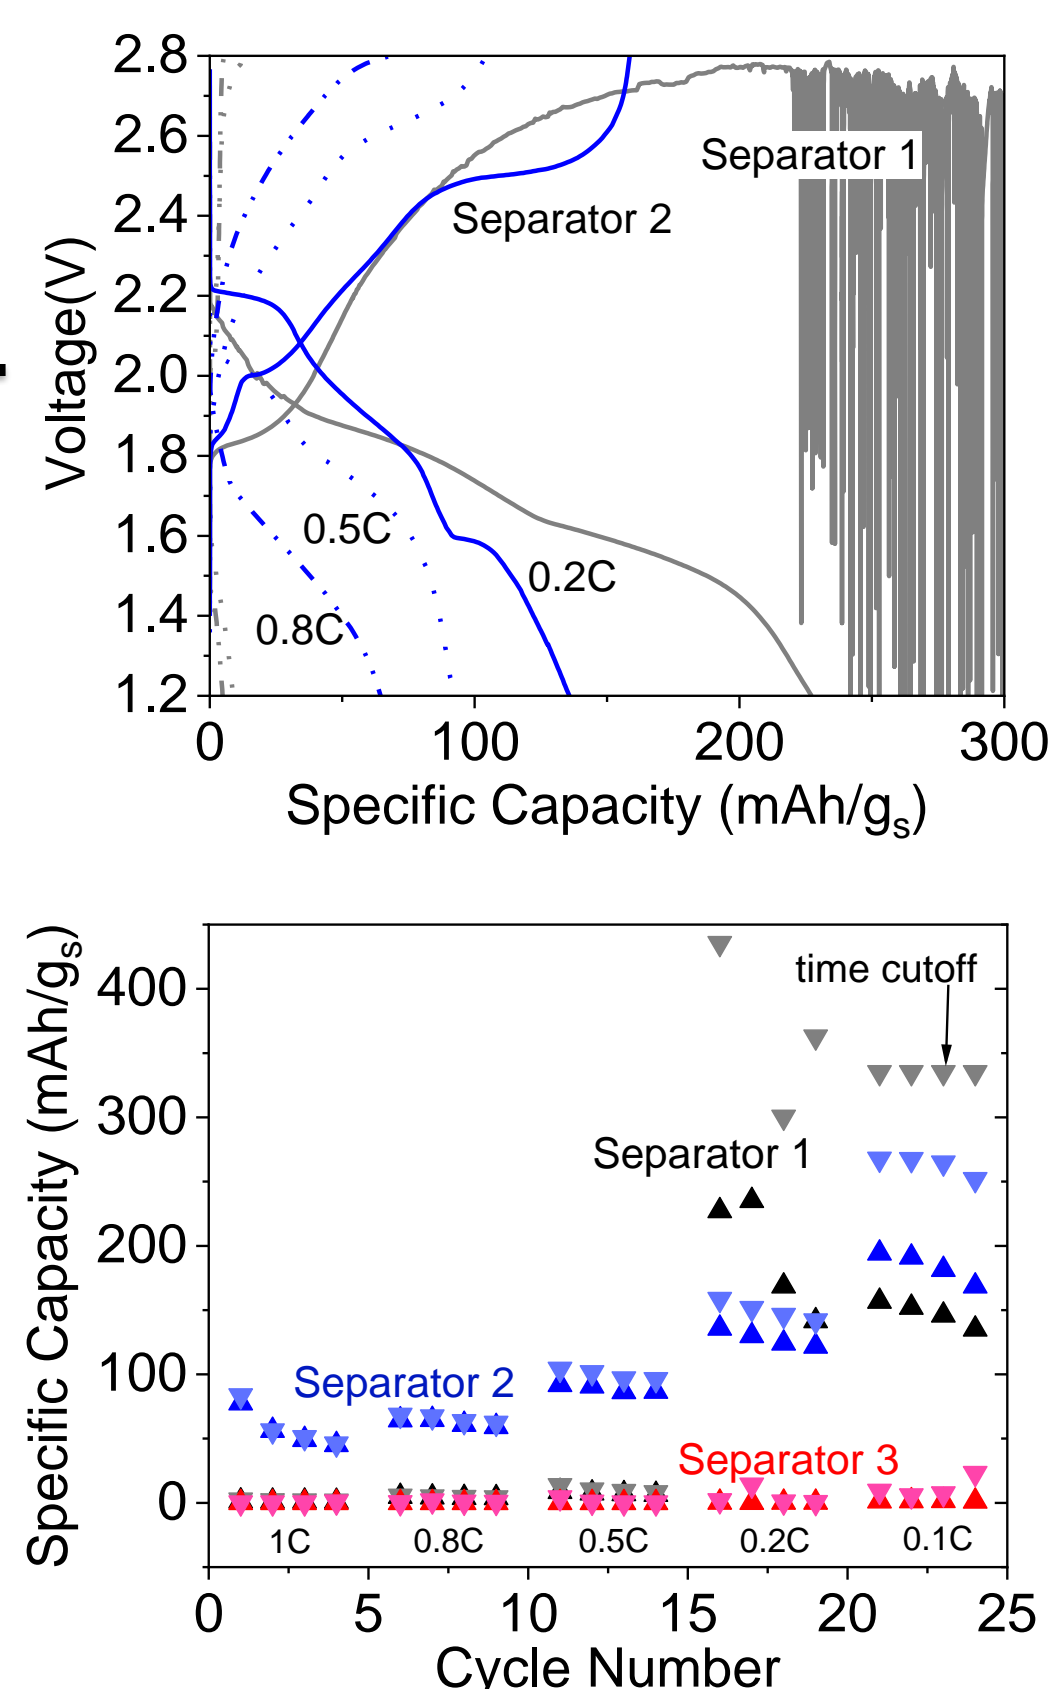 2.8
2.6
2.4
2.2
2.0
1.8
1.6
1.4
1.2
Voltage(V)
Separator 1
Separator 2
0.5C
0.2C
0.8C
0 100 200 300
Specific Capacity (mAh/gₛ)
400
300
200
100
0
Specific Capacity (mAh/gₛ)
time cutoff
Separator 1
Separator 2
Separator 3
1C 0.8C 0.5C 0.2C 0.1C
0 5 10 15 20 25
Cycle Number